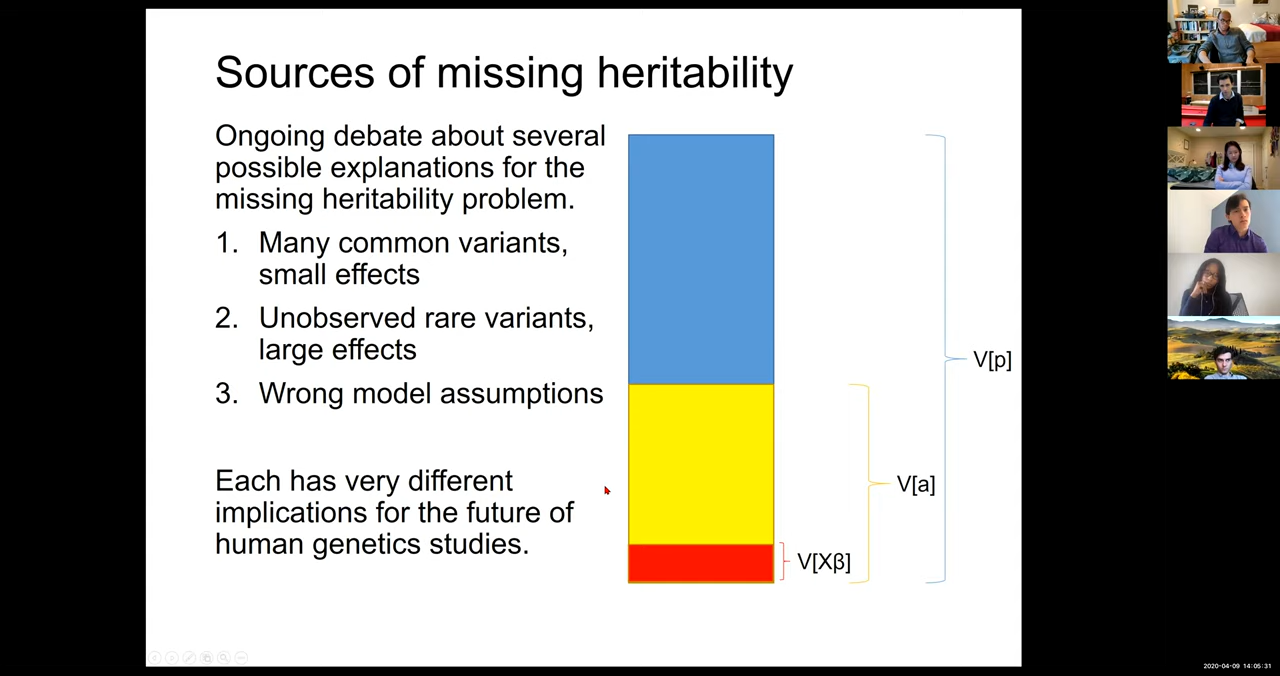 Sources of missing heritability
Ongoing debate about several
possible explanations for the
missing heritability problem.
1. Many common variants,
small effects
2. Unobserved rare variants,
large effects
3. Wrong model assumptions
Each has very different
implications for the future of
human genetics studies.
V[p]
V[a]
V[Xβ]
2020-04-09 14:05:31